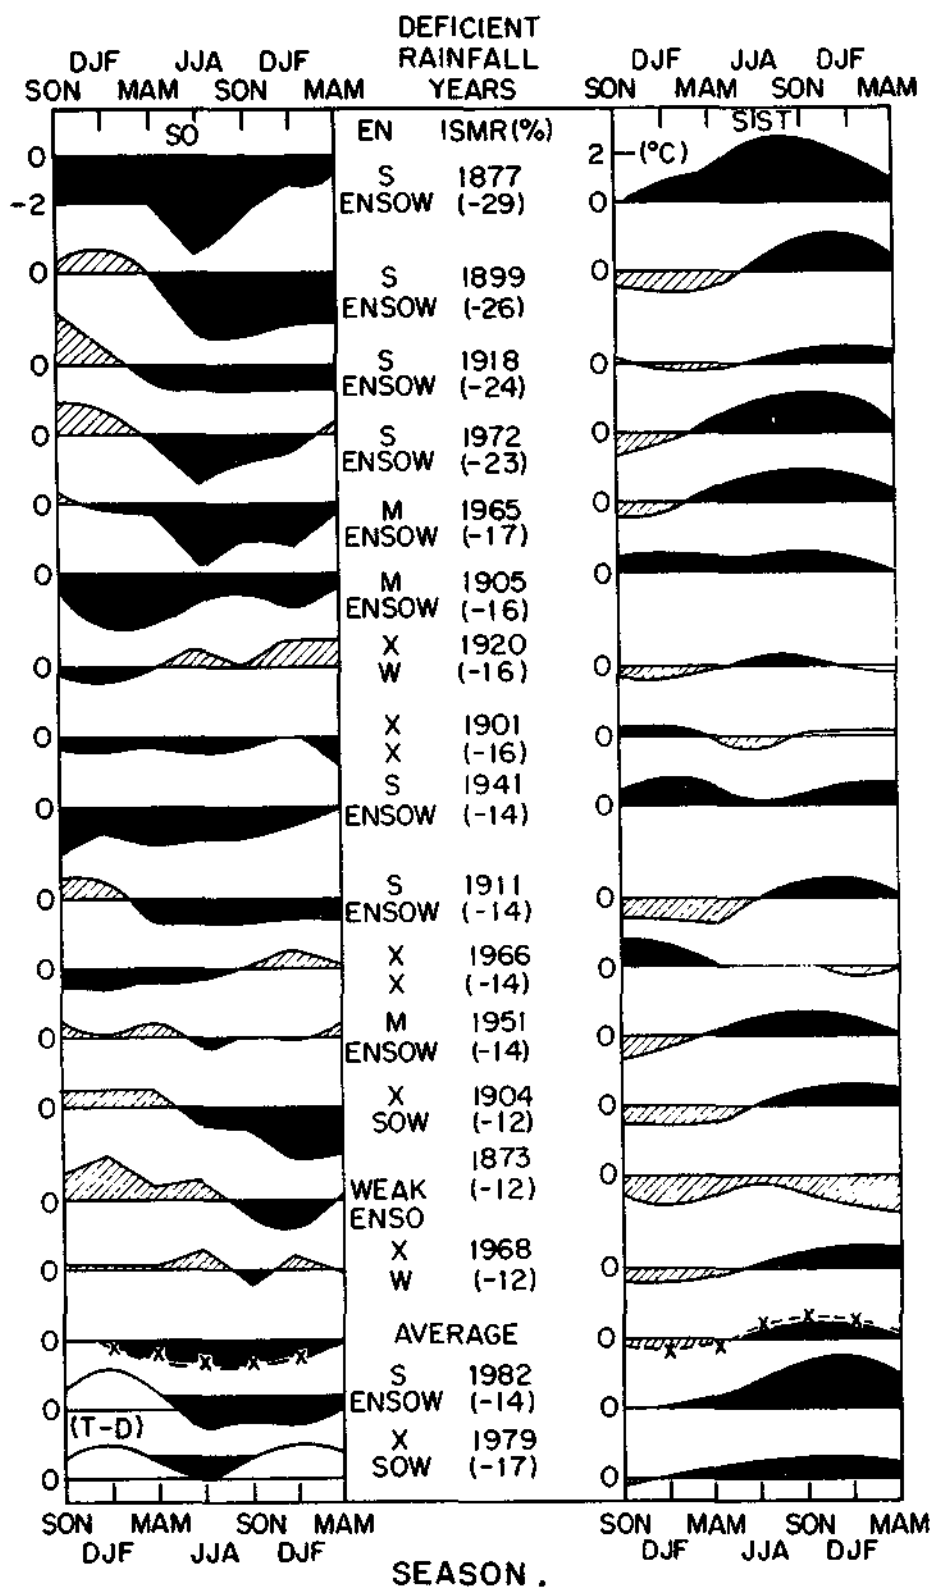 DEFICIENT
DJF JJA DJF RAINFALL DJF JJA DJF
SON MAM SON MAM YEARS SON MAM SON MAM
SO EN ISMR(%) SIST
0 2 (°C)
S 1877
-2 ENSOW (-29) 0
0 S 1899 0
ENSOW (-26)
0 S 1918 0
ENSOW (-24)
0 S 1972 0
ENSOW (-23)
0 M 1965 0
ENSOW (-17)
0 M 1905 0
ENSOW (-16)
X 1920
0 W (-16) 0
0 X 1901 0
X (-16)
S 1941
0 ENSOW (-14) 0
0 S 1911 0
ENSOW (-14)
0 X 1966 0
X (-14)
0 M 1951 0
ENSOW (-14)
0 X 1904 0
SOW (-12)
1873 0
0 WEAK (-12)
ENSO
X 1968
0 W (-12) 0
0 AVERAGE 0
S 1982
0 ENSOW (-14) 0
(T-D) X 1979
0 SOW (-17) 0
SON MAM SON MAM SON MAM SON MAM
DJF JJA DJF DJF JJA DJF
SEASON.